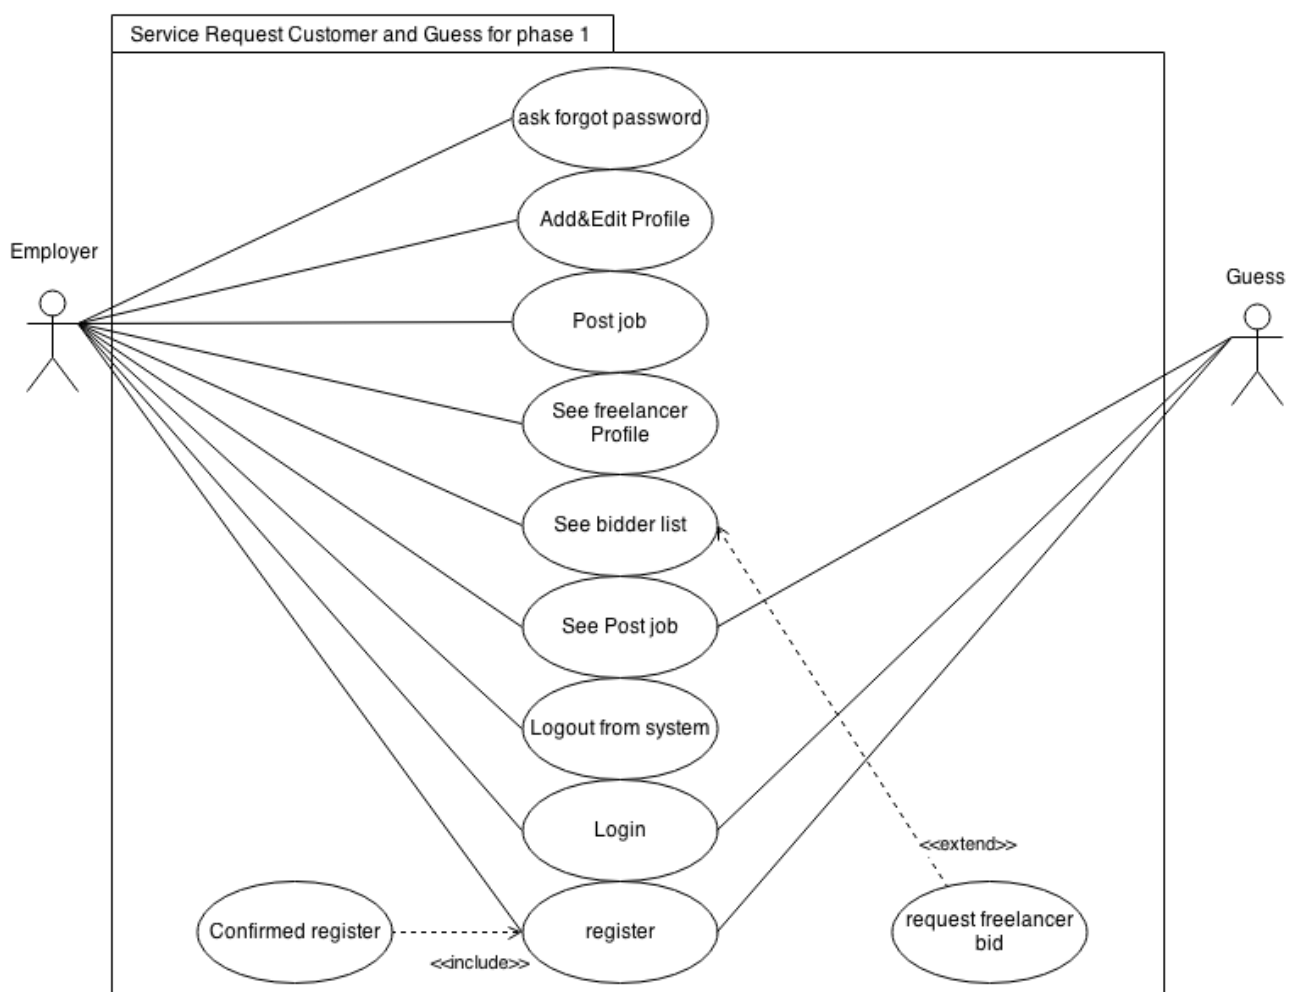 Service Request Customer and Guess for phase 1
ask forgot password
Add&Edit Profile
Employer
Guess
Post job
See freelancer
Profile
See bidder list
See Post job
Logout from system
Login
<<extend>>
Confirmed register
register
request freelancer
bid
<<include>>